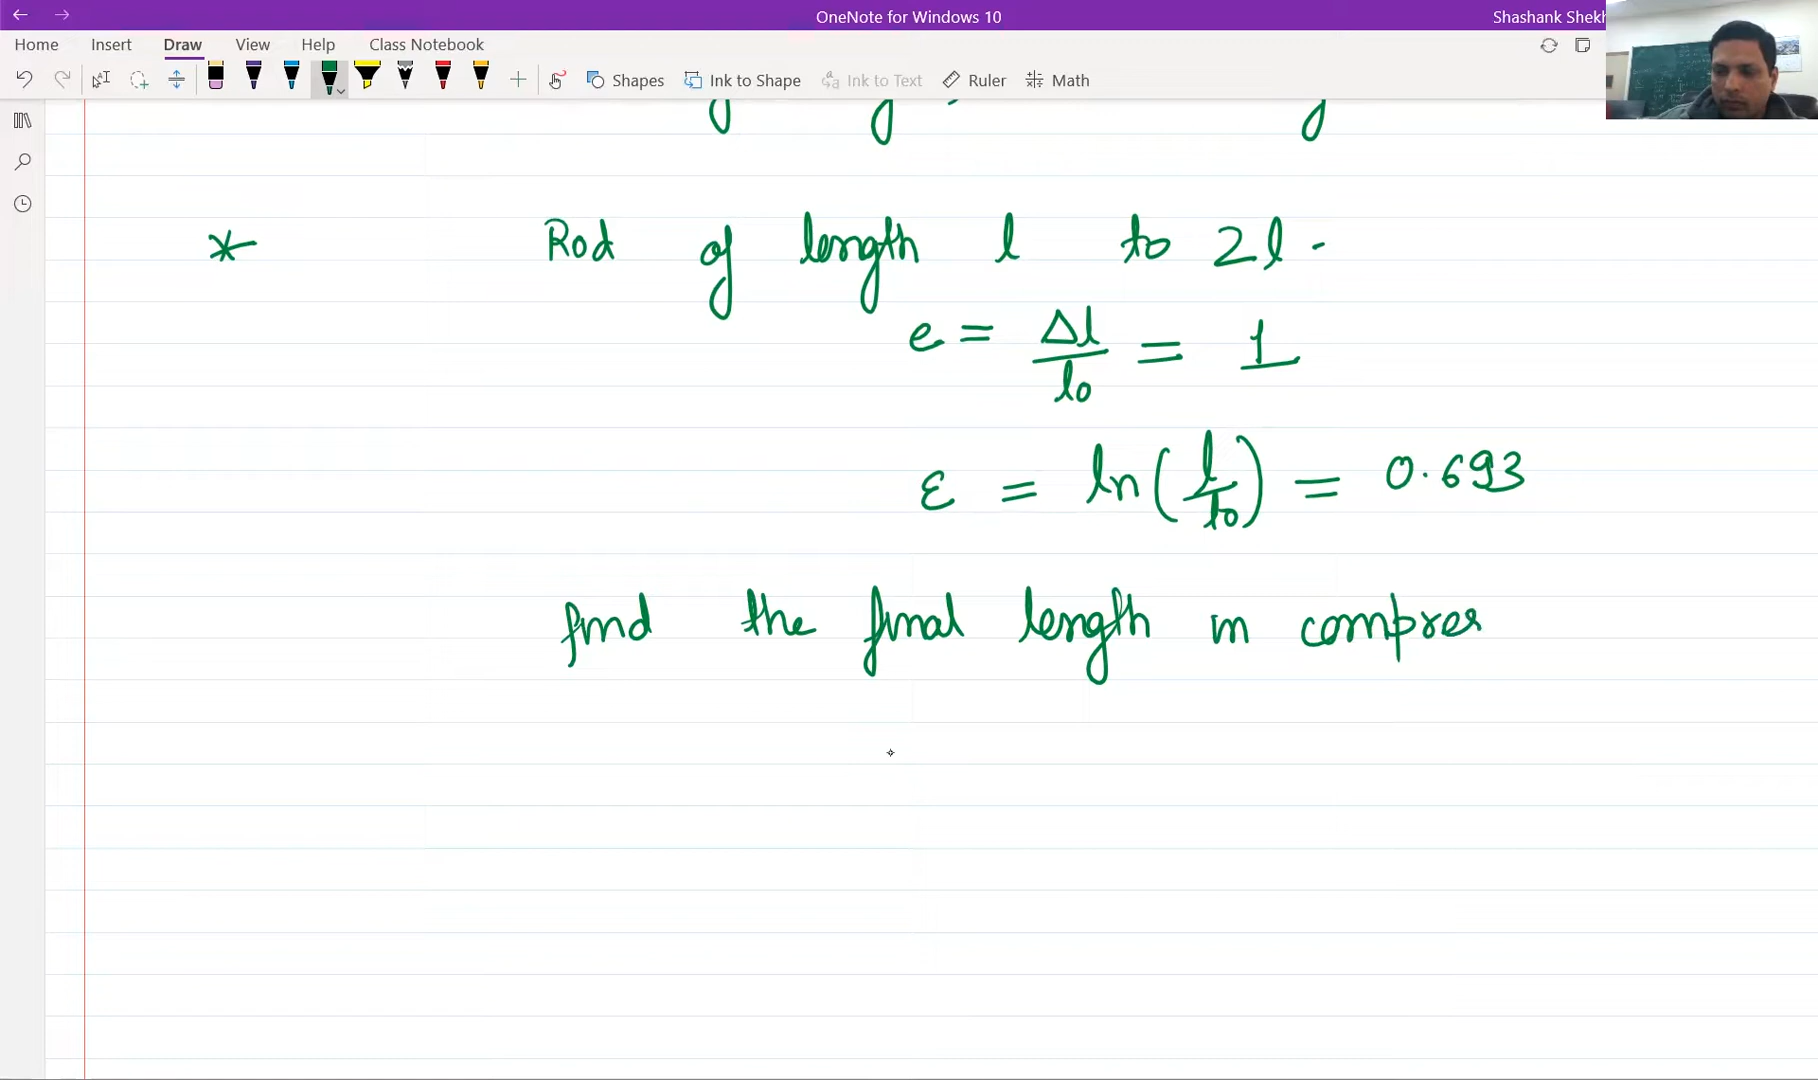 OneNote for Windows 10
Shashank Shekh
Home Insert Draw View Help Class Notebook
Shapes Ink to Shape Ink to Text Ruler Math
* Rod of length l to 2l.
e = Δl/l0 = 1
ε = ln(l/l0) = 0.693
find the final length in compres